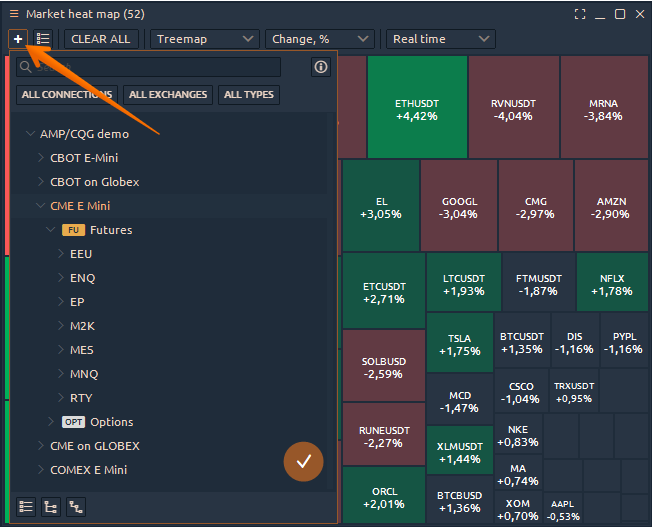 Market heat map (52)
+ CLEAR ALL Treemap Change, % Real time
ALL CONNECTIONS ALL EXCHANGES ALL TYPES
AMP/CQG demo
CBOT E-Mini
CBOT on Globex
CME E Mini
FU Futures
EEU
ENQ
EP
M2K
MES
MNQ
RTY
OPT Options
CME on GLOBEX
COMEX E Mini
ETHUSDT
+4,42%
RVNUSDT
-4,04%
MRNA
-3,84%
EL
+3,05%
GOOGL
-3,04%
CMG
-2,97%
AMZN
-2,90%
ETCUSDT
+2,71%
LTCUSDT
+1,93%
FTMUSDT
-1,87%
NFLX
+1,78%
TSLA
+1,75%
BTCUSDT
+1,35%
DIS
-1,16%
PYPL
-1,16%
SOLBUSD
-2,59%
MCD
-1,47%
CSCO
-1,04%
TRXUSDT
+0,95%
RUNEUSDT
-2,27%
XLMUSDT
+1,44%
NKE
+0,83%
MA
+0,74%
ORCL
+2,01%
BTCBUSD
+1,36%
XOM
+0,70%
AAPL
-0,53%